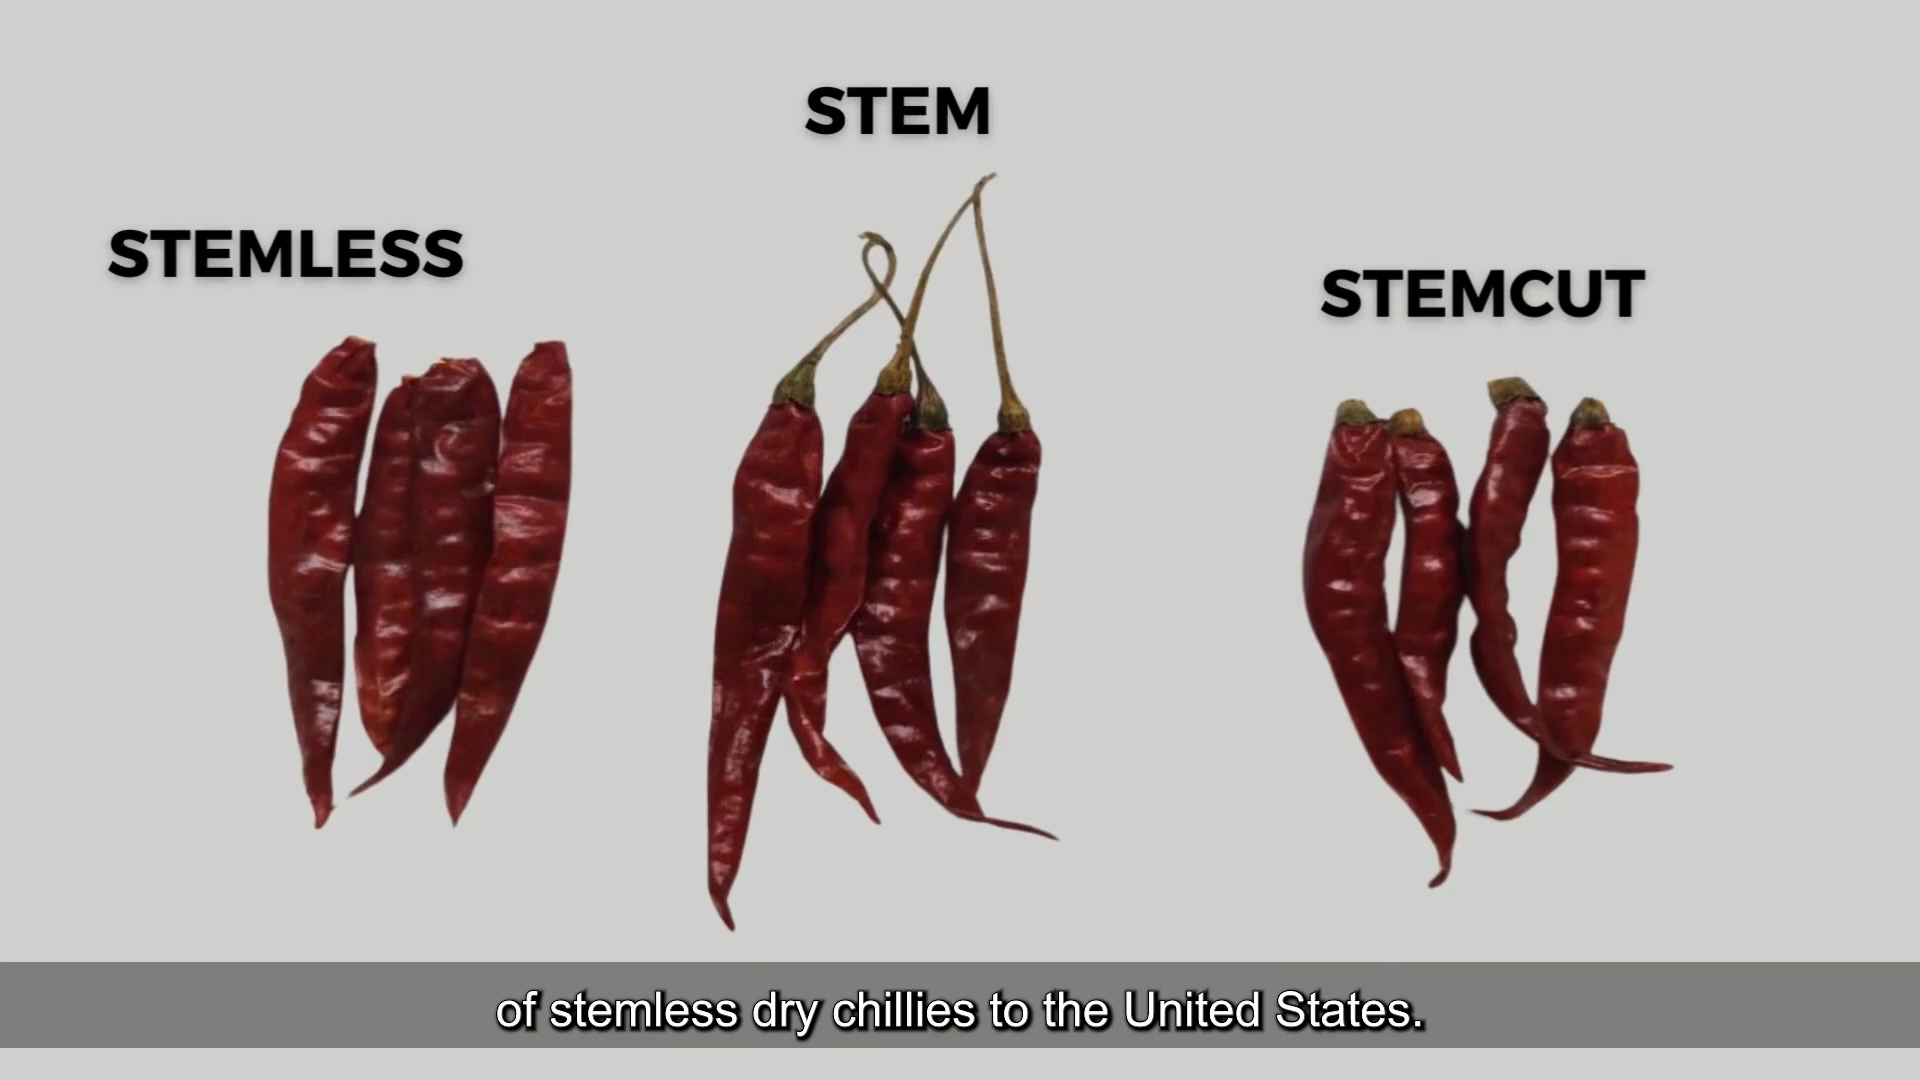 STEM
STEMLESS
STEMCUT
of stemless dry chillies to the United States.